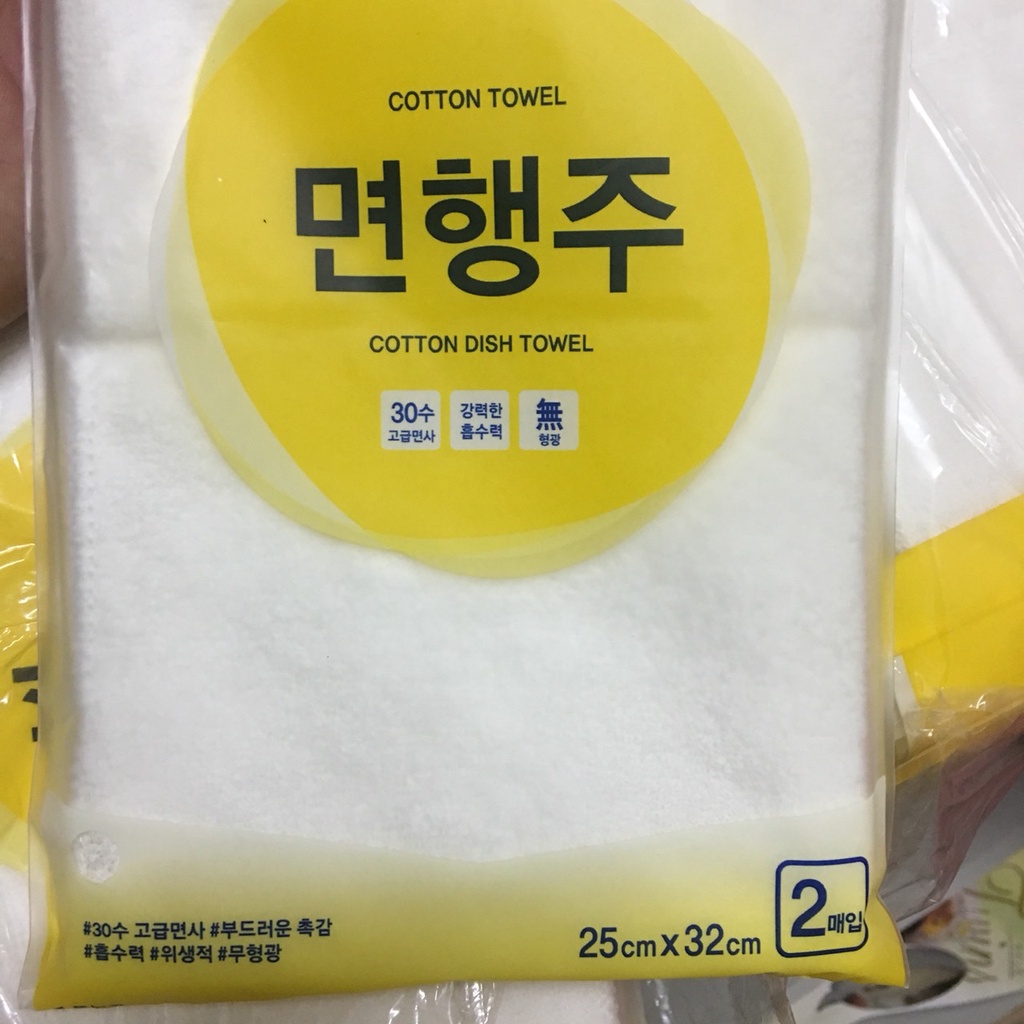 COTTON TOWEL
면행주
COTTON DISH TOWEL
30수
고급면사
강력한
흡수력
無
형광
#30수 고급면사 #부드러운 촉감
#흡수력 #위생적 #무형광
25cm x 32cm
2매입